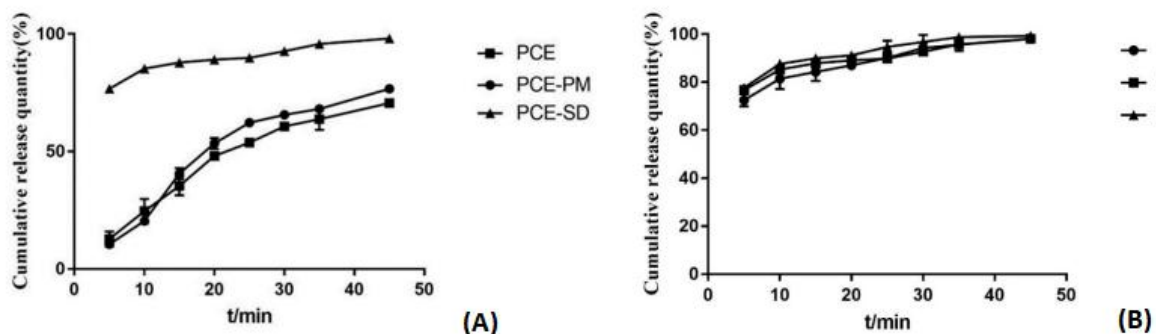 Cumulative release quantity(%)
100
50
0
0 10 20 30 40 50
t/min
PCE
PCE-PM
PCE-SD
(A)
Cumulative release quantity(%)
100
80
60
40
20
0
0 10 20 30 40 50
t/min
(B)